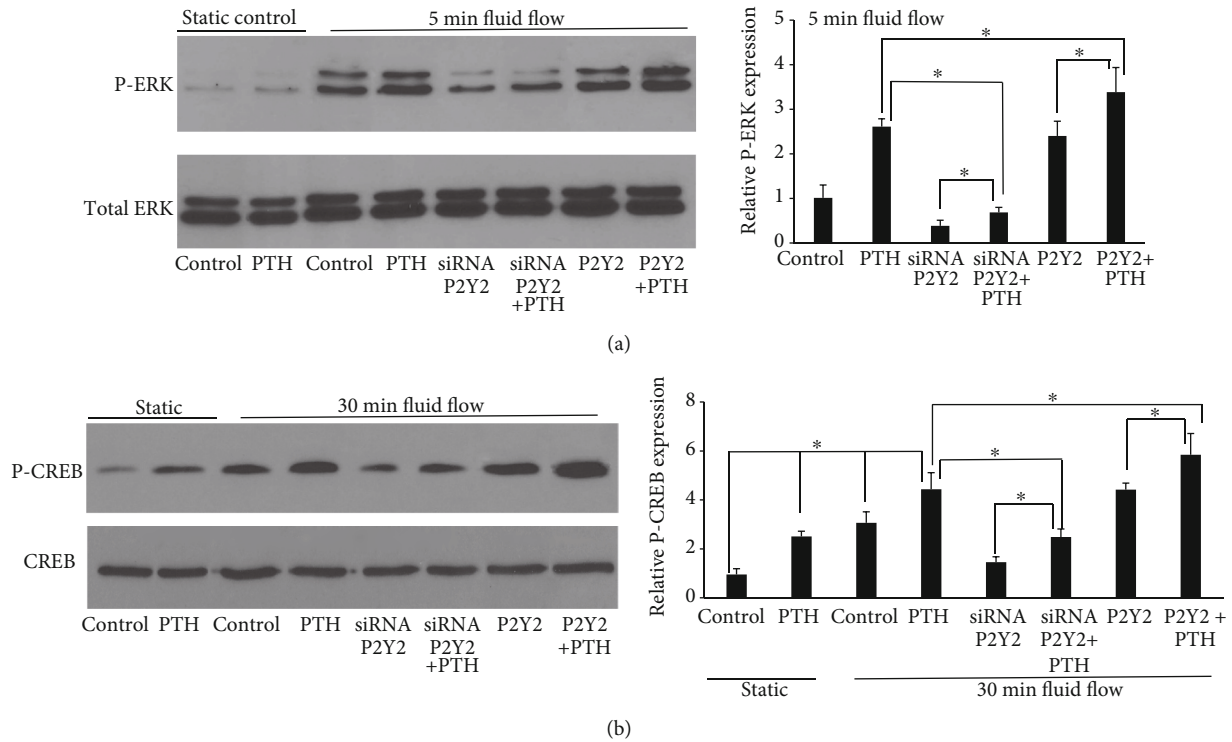 Static control
5 min fluid flow
P-ERK
Total ERK
Control PTH Control PTH siRNA siRNA P2Y2 P2Y2
P2Y2 P2Y2 +PTH
+PTH
5 min fluid flow
Relative P-ERK expression
5
4
3
2
1
0
* * * *
Control PTH siRNA siRNA P2Y2 P2Y2+
P2Y2 P2Y2+ PTH
PTH
(a)
Static
30 min fluid flow
P-CREB
CREB
Control PTH Control PTH siRNA siRNA P2Y2 P2Y2
P2Y2 P2Y2 +PTH
+PTH
Relative P-CREB expression
8
6
4
2
0
* * * * *
Control PTH Control PTH siRNA siRNA P2Y2 P2Y2 +
P2Y2 P2Y2+ PTH
PTH
Static 30 min fluid flow
(b)